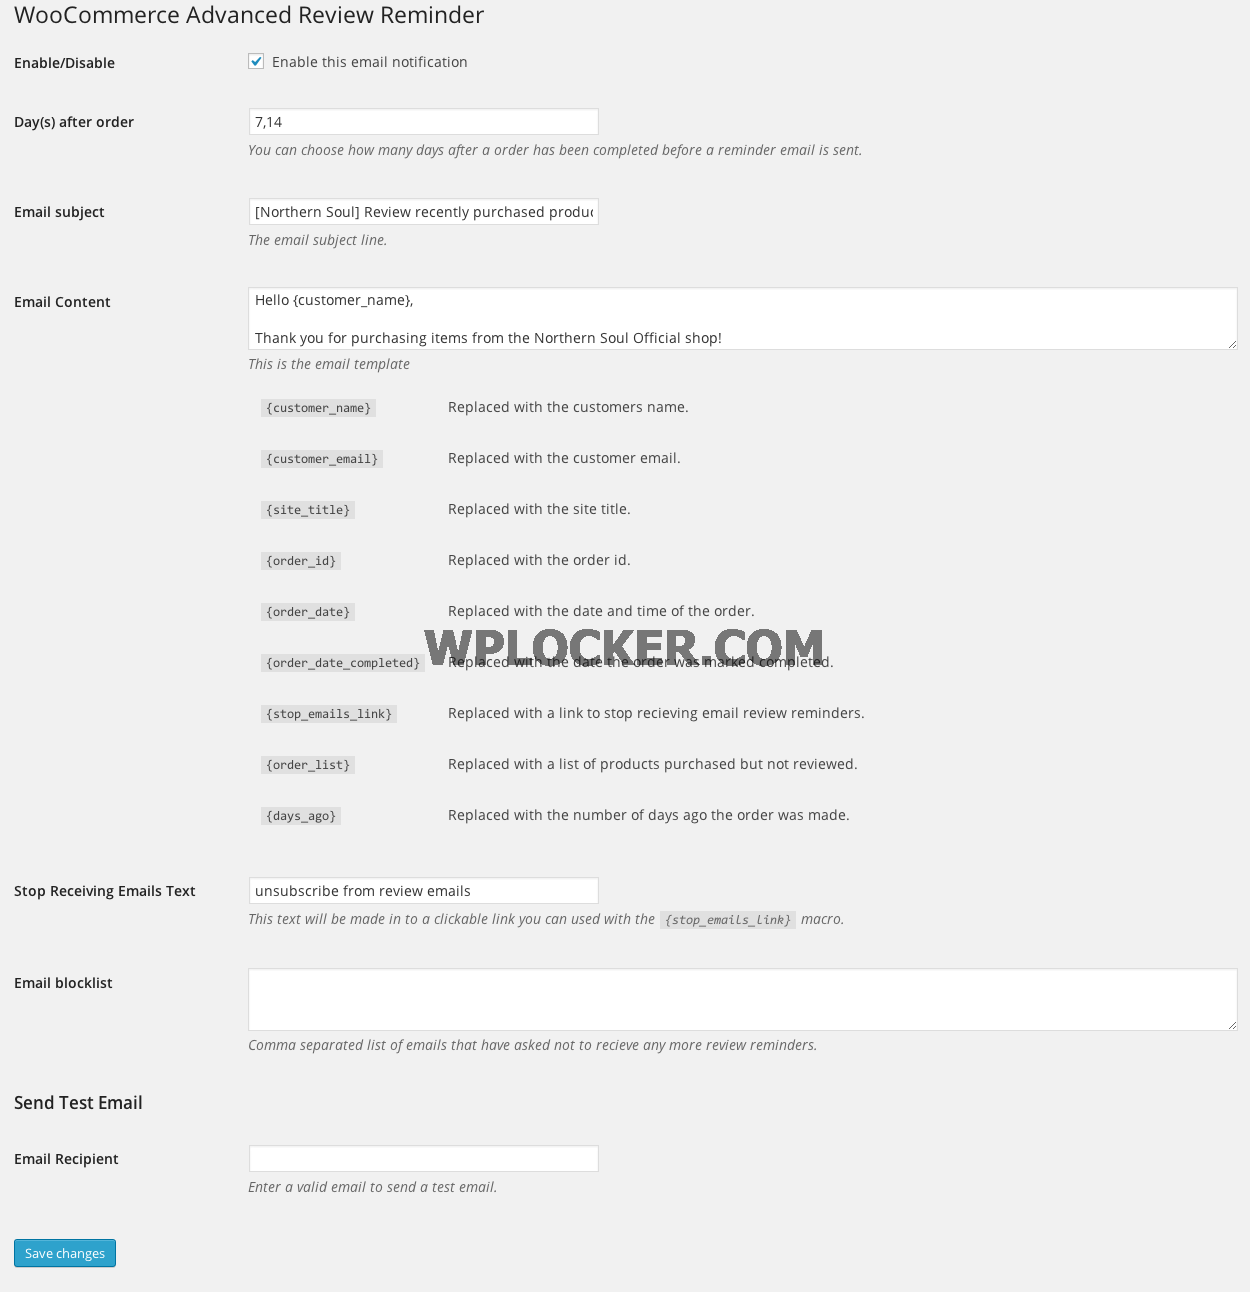 WooCommerce Advanced Review Reminder
Enable/Disable
Enable this email notification
Day(s) after order
7,14
You can choose how many days after a order has been completed before a reminder email is sent.
Email subject
[Northern Soul] Review recently purchased produc
The email subject line.
Email Content
Hello {customer_name},
Thank you for purchasing items from the Northern Soul Official shop!
This is the email template
{customer_name} Replaced with the customers name.
{customer_email} Replaced with the customer email.
{site_title} Replaced with the site title.
{order_id} Replaced with the order id.
{order_date} Replaced with the date and time of the order.
WPLOCKER.COM
{order_date_completed} Replaced with the date the order was marked completed.
{stop_emails_link} Replaced with a link to stop recieving email review reminders.
{order_list} Replaced with a list of products purchased but not reviewed.
{days_ago} Replaced with the number of days ago the order was made.
Stop Receiving Emails Text
unsubscribe from review emails
This text will be made in to a clickable link you can used with the {stop_emails_link} macro.
Email blocklist
Comma separated list of emails that have asked not to recieve any more review reminders.
Send Test Email
Email Recipient
Enter a valid email to send a test email.
Save changes